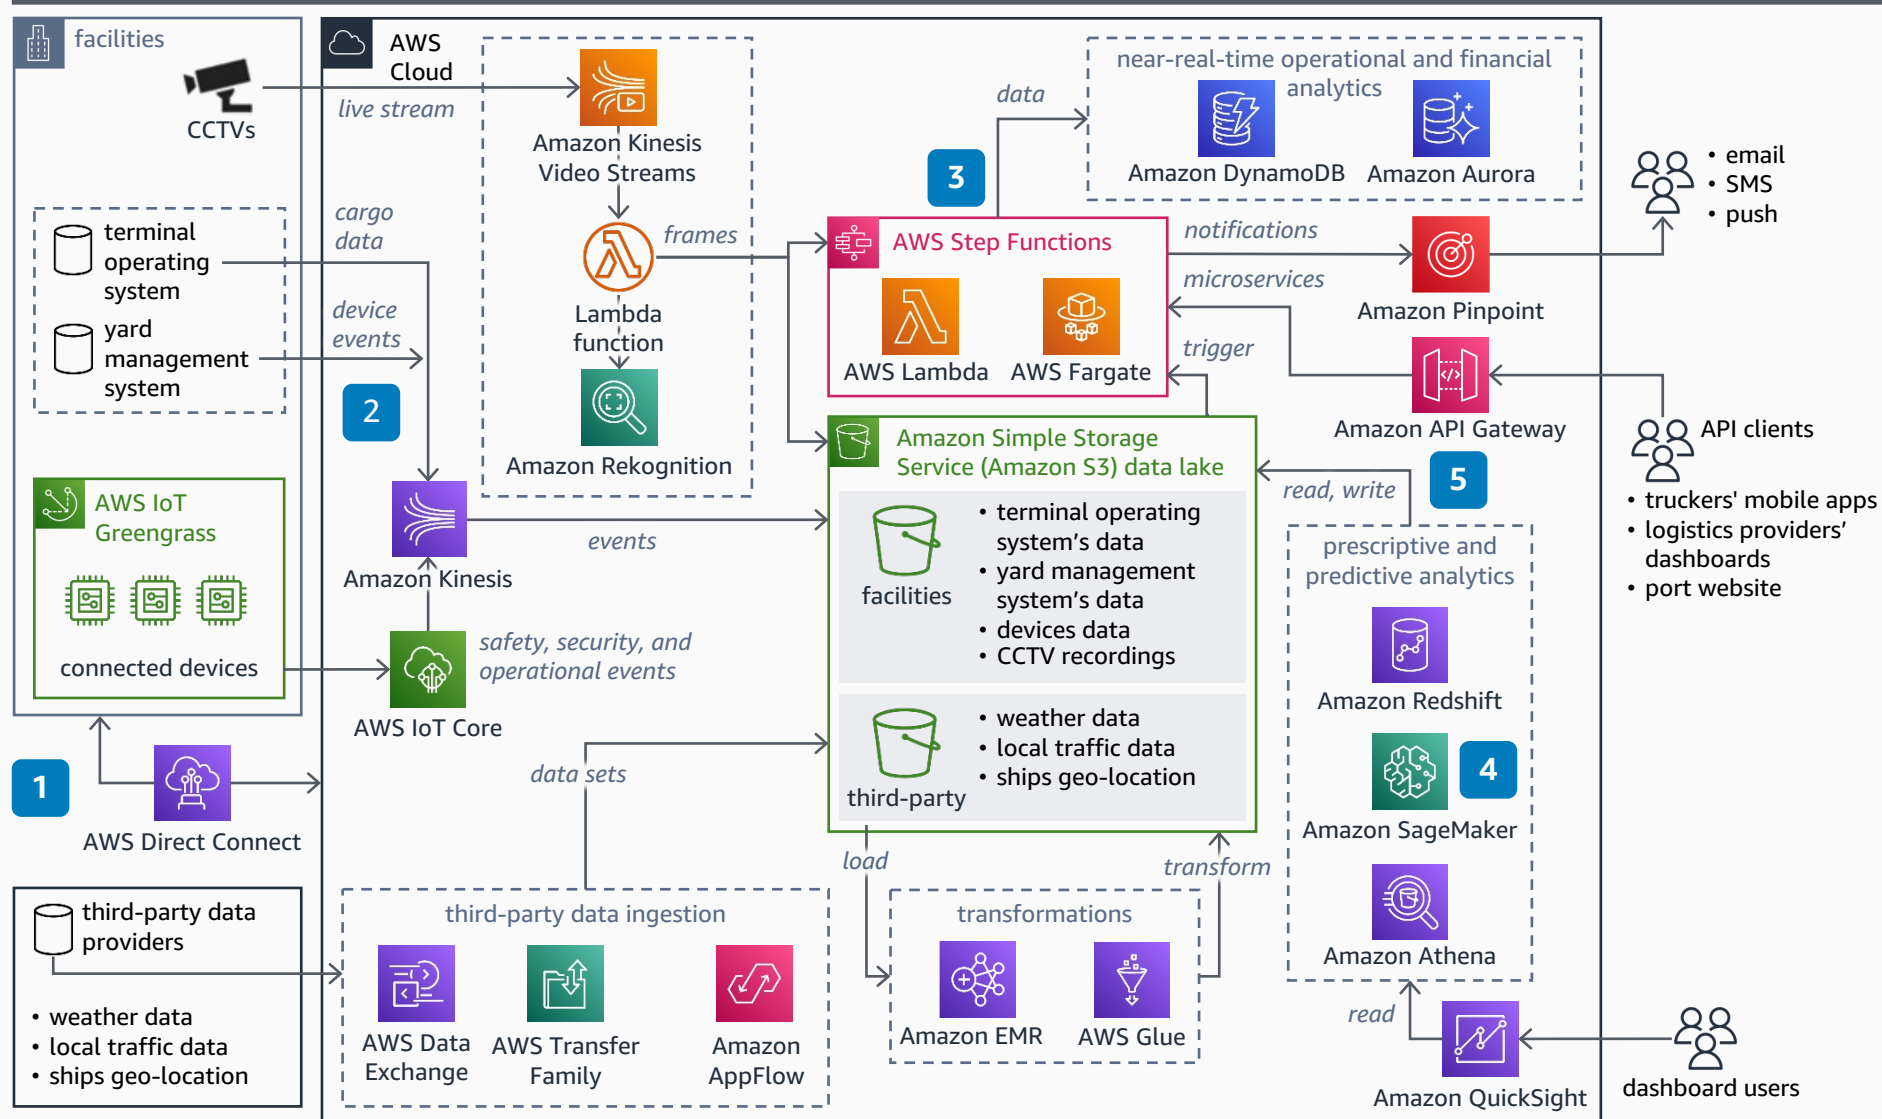 facilities
CCTVs
terminal
operating
system
yard
management
system
AWS IoT
Greengrass
connected devices
1
AWS Direct Connect
third-party data
providers
• weather data
• local traffic data
• ships geo-location
AWS
Cloud
live stream
cargo
data
device
events
2
Amazon Kinesis
Video Streams
frames
Lambda
function
Amazon Rekognition
Amazon Kinesis
events
safety, security, and
operational events
AWS IoT Core
data sets
third-party data ingestion
AWS Data
Exchange
AWS Transfer
Family
Amazon
AppFlow
3
data
near-real-time operational and financial
analytics
Amazon DynamoDB
Amazon Aurora
AWS Step Functions
AWS Lambda
AWS Fargate
notifications
microservices
trigger
Amazon Pinpoint
• email
• SMS
• push
Amazon API Gateway
5
API clients
• truckers' mobile apps
• logistics providers’
dashboards
• port website
Amazon Simple Storage
Service (Amazon S3) data lake
facilities
• terminal operating
system’s data
• yard management
system’s data
• devices data
• CCTV recordings
third-party
• weather data
• local traffic data
• ships geo-location
read, write
prescriptive and
predictive analytics
Amazon Redshift
4
Amazon SageMaker
Amazon Athena
load
transform
transformations
Amazon EMR
AWS Glue
read
Amazon QuickSight
dashboard users